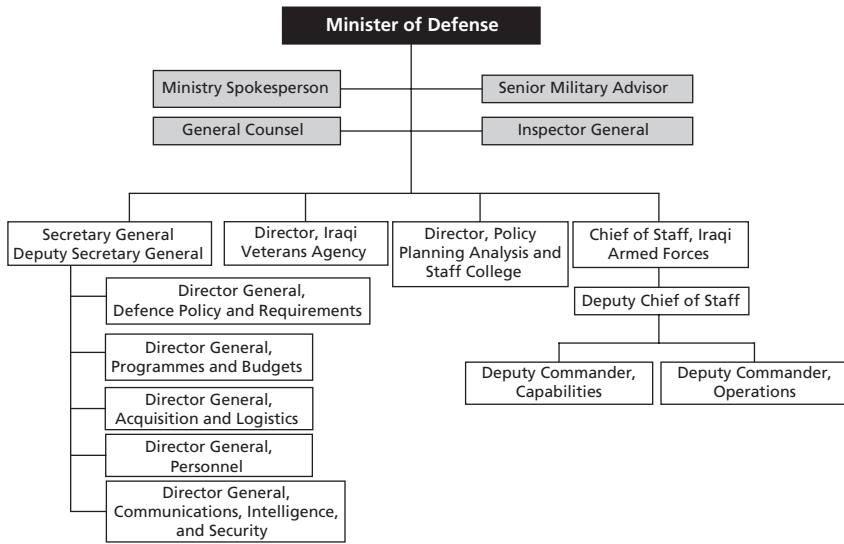 Minister of Defense
Ministry Spokesperson
Senior Military Advisor
General Counsel
Inspector General
Secretary General
Deputy Secretary General
Director, Iraqi
Veterans Agency
Director, Policy
Planning Analysis and
Staff College
Chief of Staff, Iraqi
Armed Forces
Director General,
Defence Policy and Requirements
Director General,
Programmes and Budgets
Director General,
Acquisition and Logistics
Director General,
Personnel
Director General,
Communications, Intelligence,
and Security
Deputy Chief of Staff
Deputy Commander,
Capabilities
Deputy Commander,
Operations